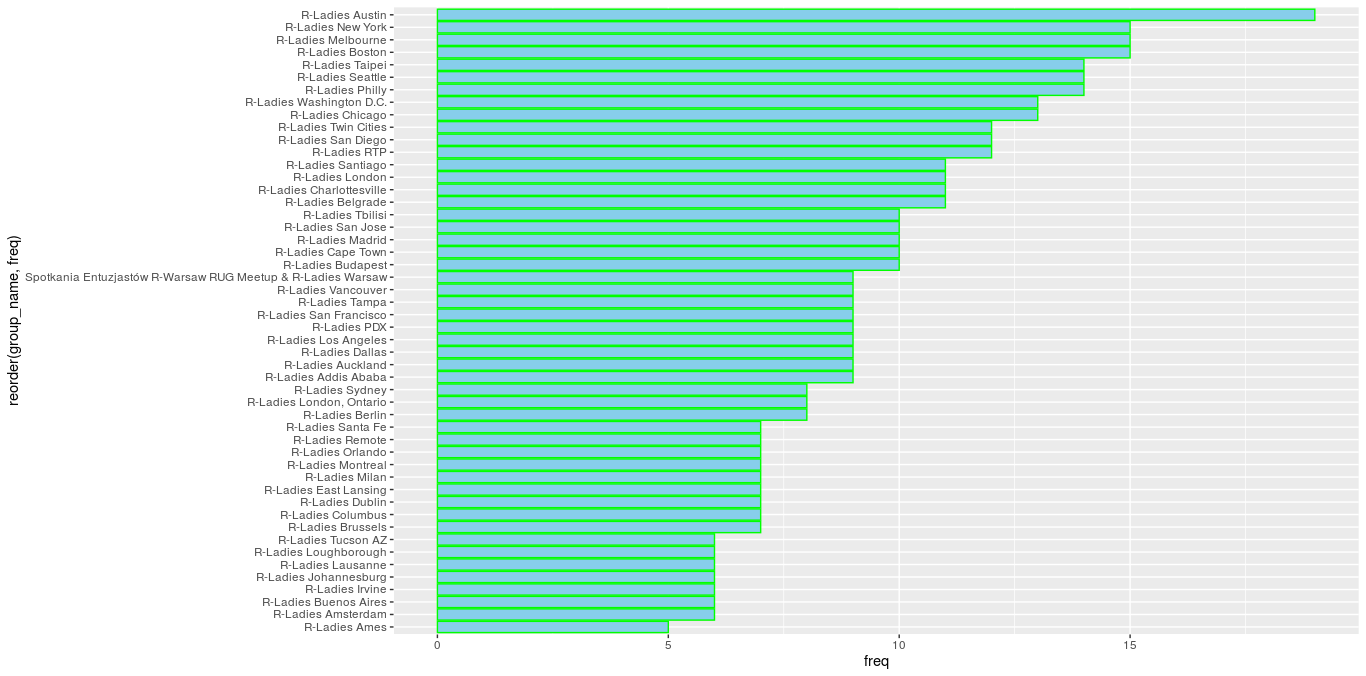 R-Ladies Austin
R-Ladies New York
R-Ladies Melbourne
R-Ladies Boston
R-Ladies Taipei
R-Ladies Seattle
R-Ladies Philly
R-Ladies Washington D.C.
R-Ladies Chicago
R-Ladies Twin Cities
R-Ladies San Diego
R-Ladies RTP
R-Ladies Santiago
R-Ladies London
R-Ladies Charlottesville
R-Ladies Belgrade
R-Ladies Tbilisi
R-Ladies San Jose
R-Ladies Madrid
R-Ladies Cape Town
R-Ladies Budapest
Spotkania Entuzjastów R-Warsaw RUG Meetup & R-Ladies Warsaw
R-Ladies Vancouver
R-Ladies Tampa
R-Ladies San Francisco
R-Ladies PDX
R-Ladies Los Angeles
R-Ladies Dallas
R-Ladies Auckland
R-Ladies Addis Ababa
R-Ladies Sydney
R-Ladies London, Ontario
R-Ladies Berlin
R-Ladies Santa Fe
R-Ladies Remote
R-Ladies Orlando
R-Ladies Montreal
R-Ladies Milan
R-Ladies East Lansing
R-Ladies Dublin
R-Ladies Columbus
R-Ladies Brussels
R-Ladies Tucson AZ
R-Ladies Loughborough
R-Ladies Lausanne
R-Ladies Johannesburg
R-Ladies Irvine
R-Ladies Buenos Aires
R-Ladies Amsterdam
R-Ladies Ames
reorder(group_name, freq)
0 5 10 15
freq